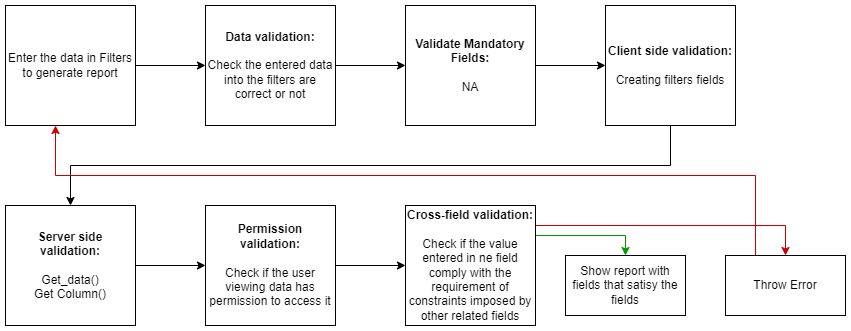 Enter the data in Filters
to generate report
Data validation:
Check the entered data
into the filters are
correct or not
Validate Mandatory
Fields:
NA
Client side validation:
Creating filters fields
Server side
validation:
Get_data()
Get Column()
Permission
validation:
Check if the user
viewing data has
permission to access it
Cross-field validation:
Check if the value
entered in ne field
comply with the
requirement of
constraints imposed by
other related fields
Show report with
fields that satisy the
fields
Throw Error